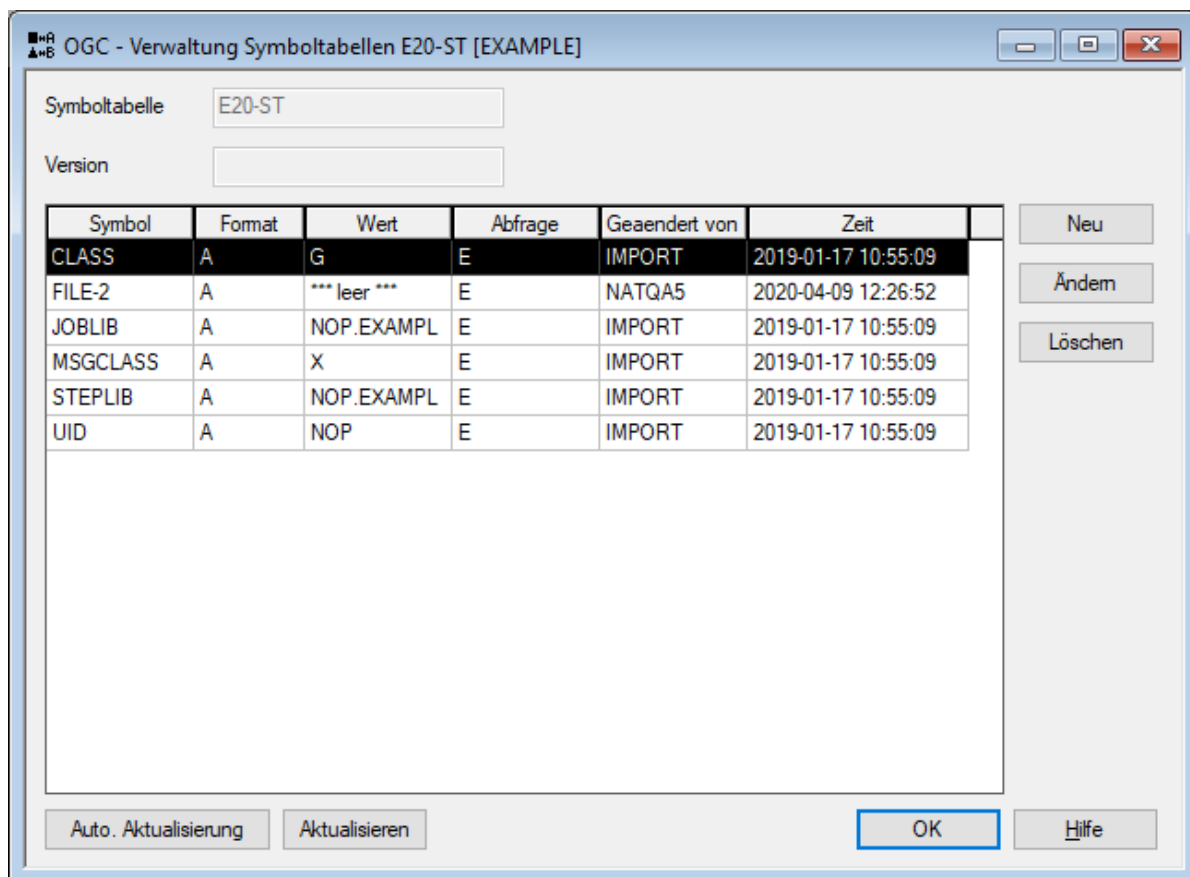 OGC - Verwaltung Symboltabellen E20-ST [EXAMPLE]
Symboltabelle E20-ST
Version
Symbol Format Wert Abfrage Geaendert von Zeit Neu
CLASS A G E IMPORT 2019-01-17 10:55:09
FILE-2 A *** leer *** E NATQA5 2020-04-09 12:26:52 Ändern
JOBLIB A NOP.EXAMPL E IMPORT 2019-01-17 10:55:09
MSGCLASS A X E IMPORT 2019-01-17 10:55:09 Löschen
STEPLIB A NOP.EXAMPL E IMPORT 2019-01-17 10:55:09
UID A NOP E IMPORT 2019-01-17 10:55:09
Auto. Aktualisierung Aktualisieren OK Hilfe